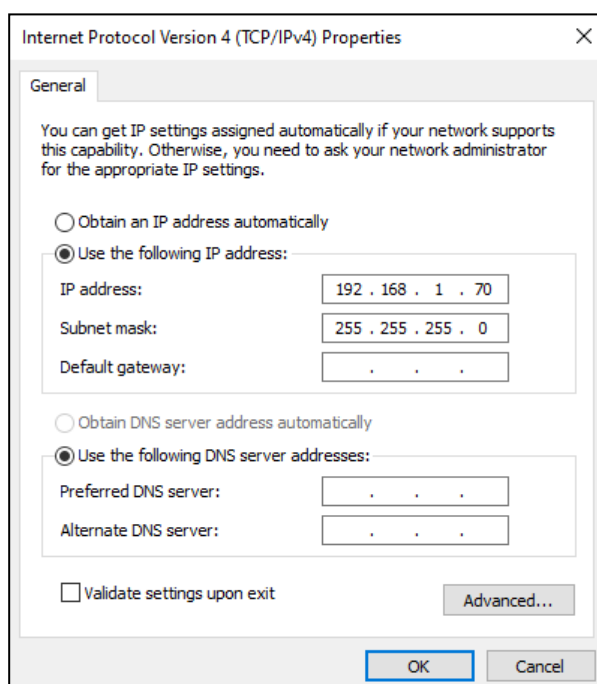 Internet Protocol Version 4 (TCP/IPv4) Properties
General
You can get IP settings assigned automatically if your network supports
this capability. Otherwise, you need to ask your network administrator
for the appropriate IP settings.
Obtain an IP address automatically
Use the following IP address:
IP address: 192 . 168 . 1 . 70
Subnet mask: 255 . 255 . 255 . 0
Default gateway: . . .
Obtain DNS server address automatically
Use the following DNS server addresses:
Preferred DNS server: . . .
Alternate DNS server: . . .
Validate settings upon exit
Advanced...
OK Cancel